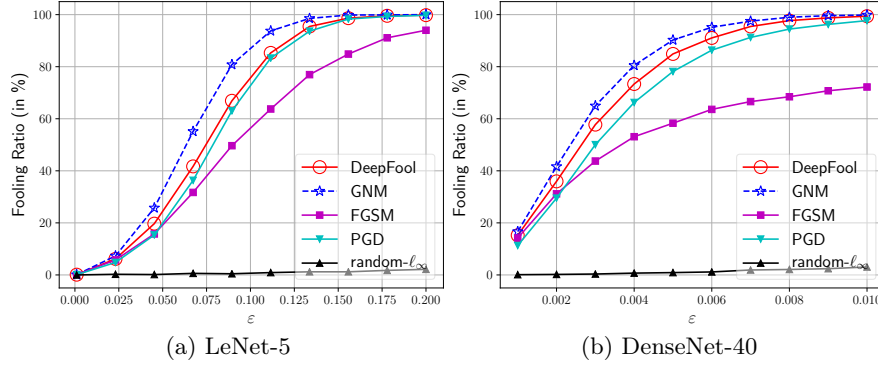 Fooling Ratio (in %)
100
80
60
40
20
0
DeepFool
GNM
FGSM
PGD
random-ℓ∞
0.000 0.025 0.050 0.075 0.100 0.125 0.150 0.175 0.200
ε
(a) LeNet-5
Fooling Ratio (in %)
100
80
60
40
20
0
DeepFool
GNM
FGSM
PGD
random-ℓ∞
0.002 0.004 0.006 0.008 0.010
ε
(b) DenseNet-40